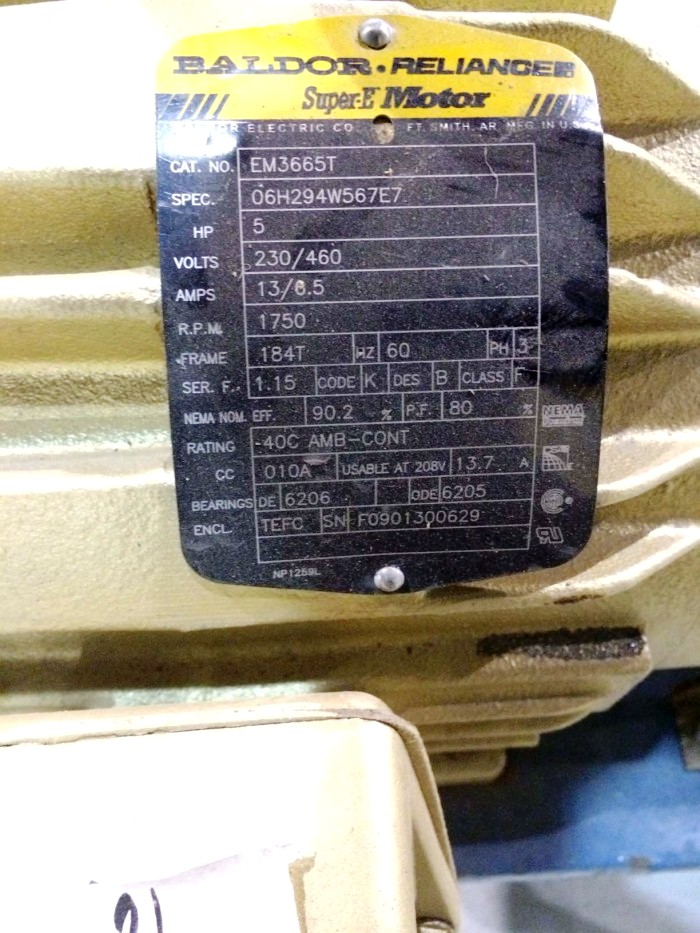 BALDOR • RELIANCER
Super-E Motor
BALDOR ELECTRIC CO. FT. SMITH, AR MFG. IN U.S.
CAT. NO. EM3665T
SPEC. 06H294W567E7
HP 5
VOLTS 230/460
AMPS 13/6.5
R.P.M. 1750
FRAME 184T HZ 60 PH 3
SER. F. 1.15 CODE K DES B CLASS F
NEMA NOM. EFF. 90.2 % P.F. 80 % NEMA
RATING 40C AMB-CONT
CC 010A USABLE AT 208V 13.7 A
BEARINGS DE 6206 ODE 6205
ENCL. TEFC SN F0901300629
NP1259L